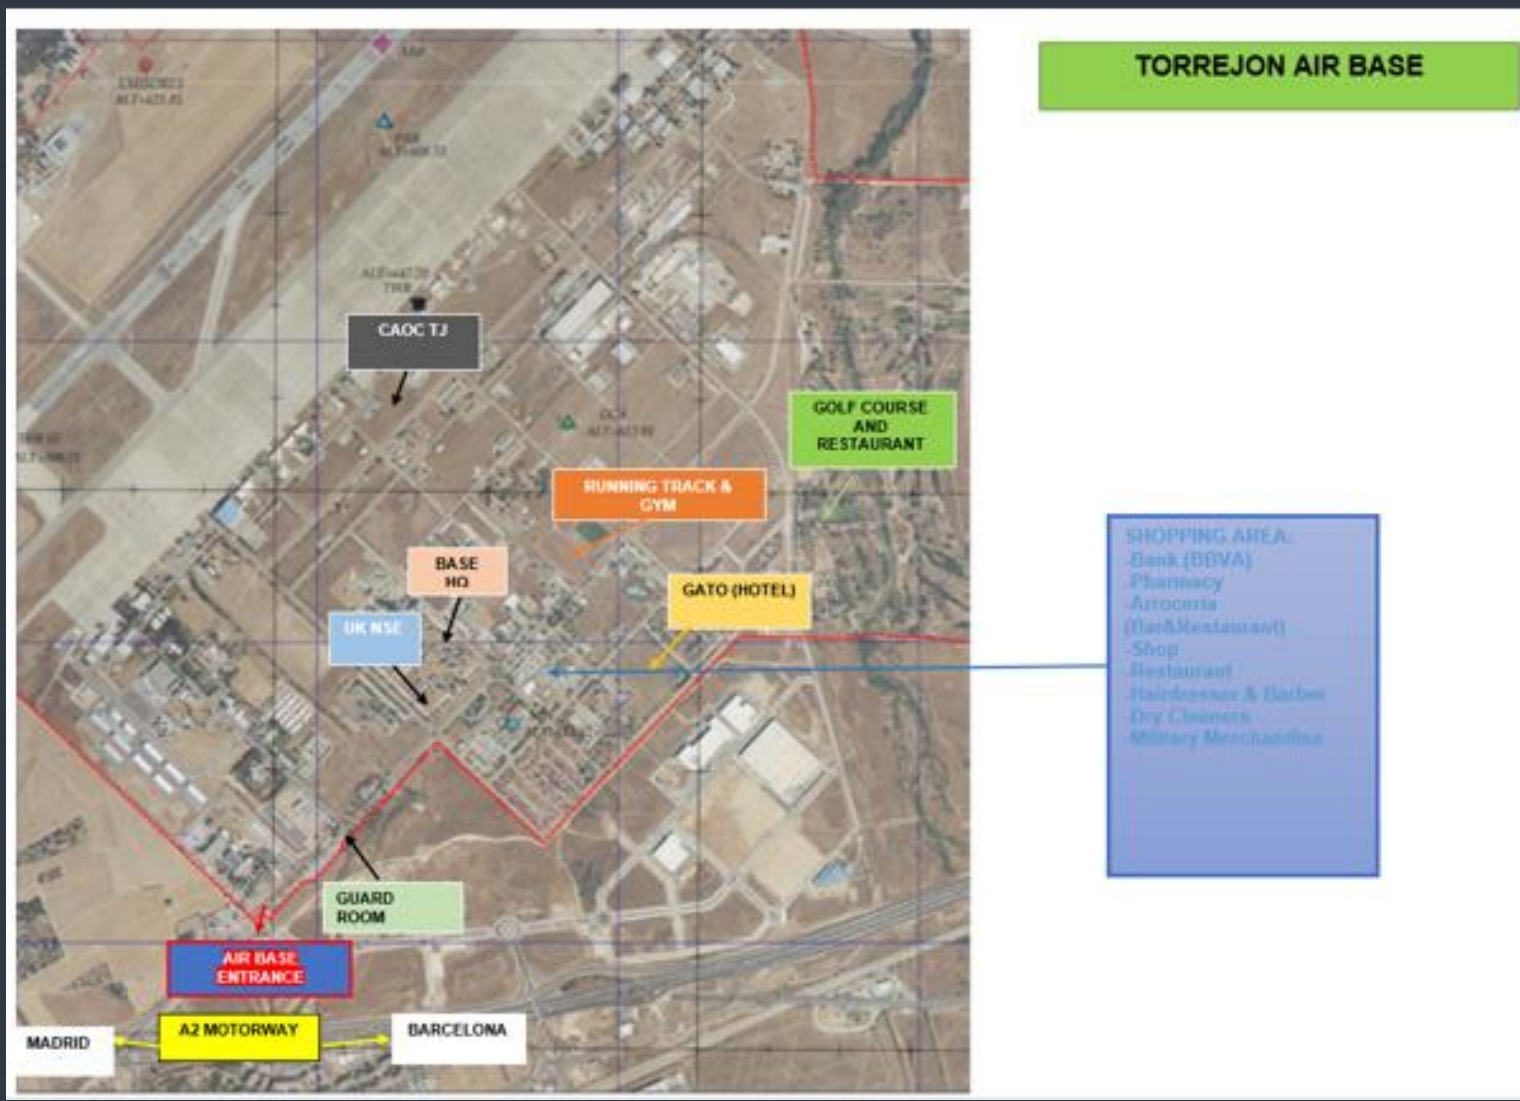 TORREJON AIR BASE
CAOC TJ
GOLF COURSE
AND
RESTAURANT
RUNNING TRACK &
GYM
BASE
HQ
GATO (HOTEL)
UK NSE
SHOPPING AREA:
-Bank (BBVA)
-Pharmacy
-Arroceria
(Bar&Restaurant)
-Shop
-Restaurant
-Hairdresser & Barber
-Dry Cleaners
-Military Merchandise
GUARD
ROOM
AIR BASE
ENTRANCE
A2 MOTORWAY
BARCELONA
MADRID